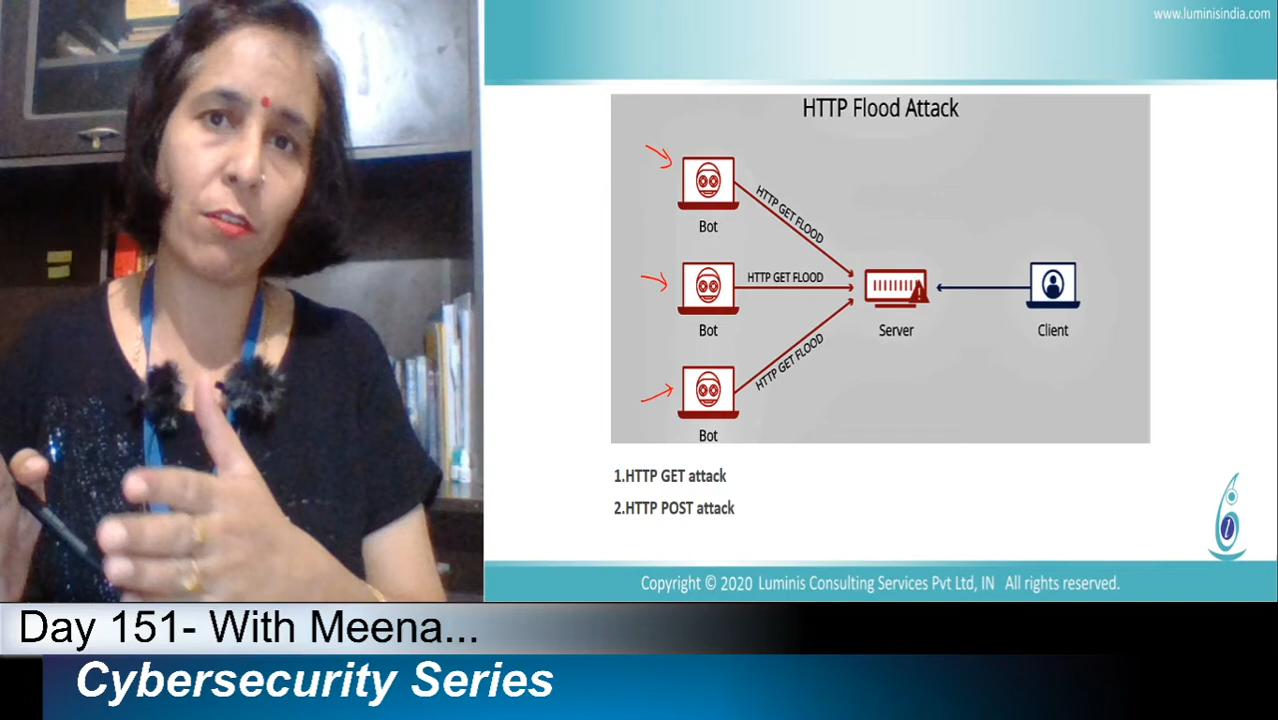 www.luminisindia.com
HTTP Flood Attack
HTTP GET FLOOD
Bot
HTTP GET FLOOD
Bot
HTTP GET FLOOD
Bot
Server
Client
1.HTTP GET attack
2.HTTP POST attack
Copyright © 2020 Luminis Consulting Services Pvt Ltd, IN All rights reserved.
Day 151- With Meena...
Cybersecurity Series